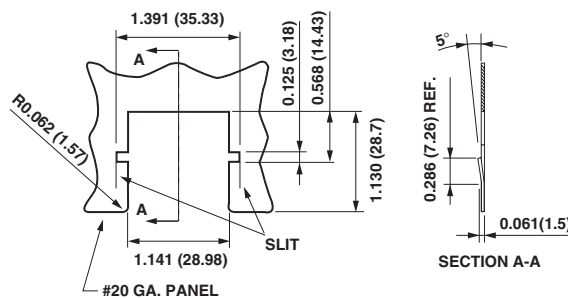 1.391 (35.33)
A
0.125 (3.18)
0.568 (14.43)
5°
R0.062 (1.57)
1.130 (28.7)
0.286 (7.26) REF.
A
SLIT
0.061(1.5)
1.141 (28.98)
SECTION A-A
#20 GA. PANEL